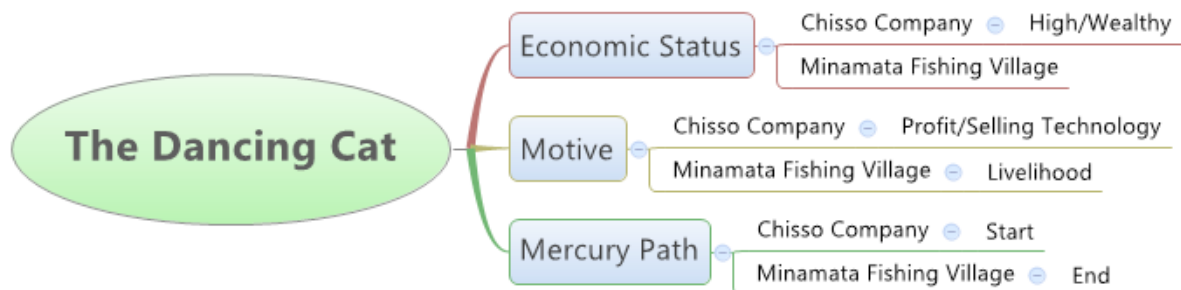 The Dancing Cat
Economic Status
Chisso Company High/Wealthy
Minamata Fishing Village
Motive
Chisso Company Profit/Selling Technology
Minamata Fishing Village Livelihood
Mercury Path
Chisso Company Start
Minamata Fishing Village End